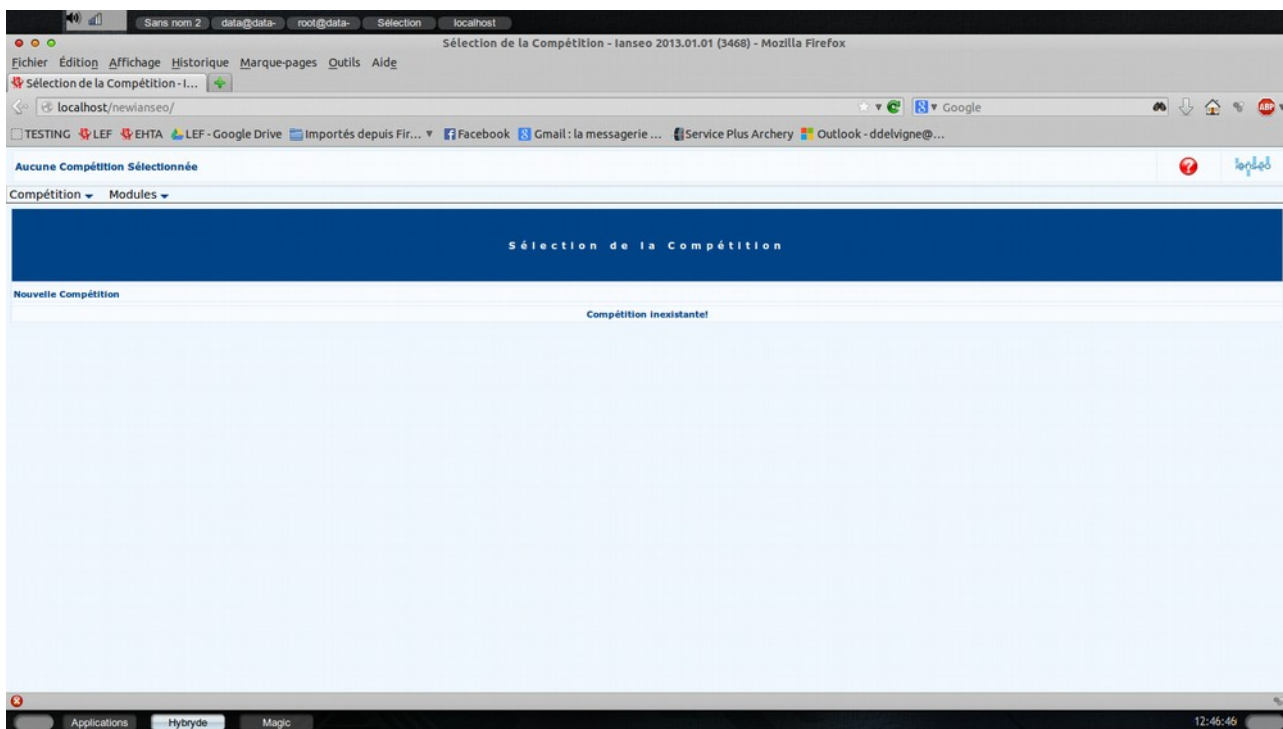 Sans nom 2 data@data- root@data- Sélection localhost
Sélection de la Compétition - Ianseo 2013.01.01 (3468) - Mozilla Firefox
Fichier Édition Affichage Historique Marque-pages Outils Aide
Sélection de la Compétition - I...
localhost/newianseo/ Google ABP
TESTING LEF EHTA LEF - Google Drive Importés depuis Fir... Facebook Gmail : la messagerie ... Service Plus Archery Outlook - ddelvigne@...
Aucune Compétition Sélectionnée ianseo
Compétition Modules
Sélection de la Compétition
Nouvelle Compétition
Compétition inexistante!
Applications Hybryde Magic 12:46:46